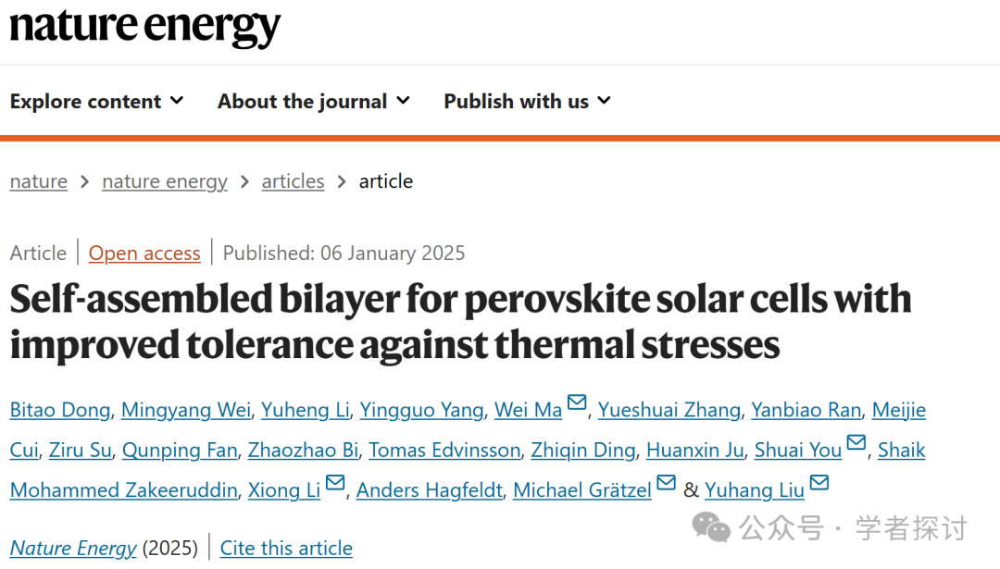 nature energy
Explore content About the journal Publish with us
nature > nature energy > articles > article
Article | Open access | Published: 06 January 2025
Self-assembled bilayer for perovskite solar cells with
improved tolerance against thermal stresses
Bitao Dong, Mingyang Wei, Yuheng Li, Yingguo Yang, Wei Ma, Yueshuai Zhang, Yanbiao Ran, Meijie
Cui, Ziru Su, Qunping Fan, Zhaozhao Bi, Tomas Edvinsson, Zhiqin Ding, Huanxin Ju, Shuai You, Shaik
Mohammed Zakeeruddin, Xiong Li, Anders Hagfeldt, Michael Grätzel & Yuhang Liu
公众号 · 学者探讨
Nature Energy (2025) | Cite this article